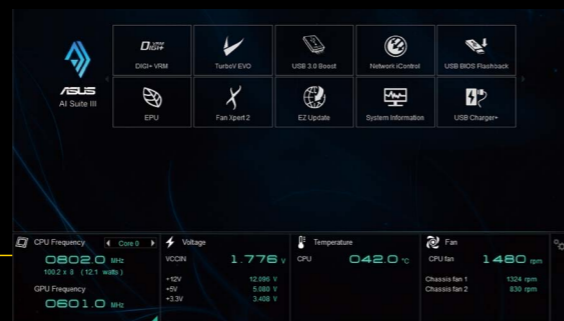 DIGI+ VRM
DIGI+ VRM
TurboV EVO
USB 3.0 Boost
Network iControl
USB BIOS Flashback
ASUS
AI Suite III
EPU
Fan Xpert 2
EZ Update
System Information
USB Charger+
CPU Frequency
Core 0
0802.0 MHz
100.2 x 8 (12.1 watts)
GPU Frequency
0601.0 MHz
Voltage
VCCIN 1.776 V
+12V 12.096 V
+5V 5.080 V
+3.3V 3.408 V
Temperature
CPU 042.0 °C
Fan
CPU fan 1480 rpm
Chassis fan 1 1324 rpm
Chassis fan 2 830 rpm